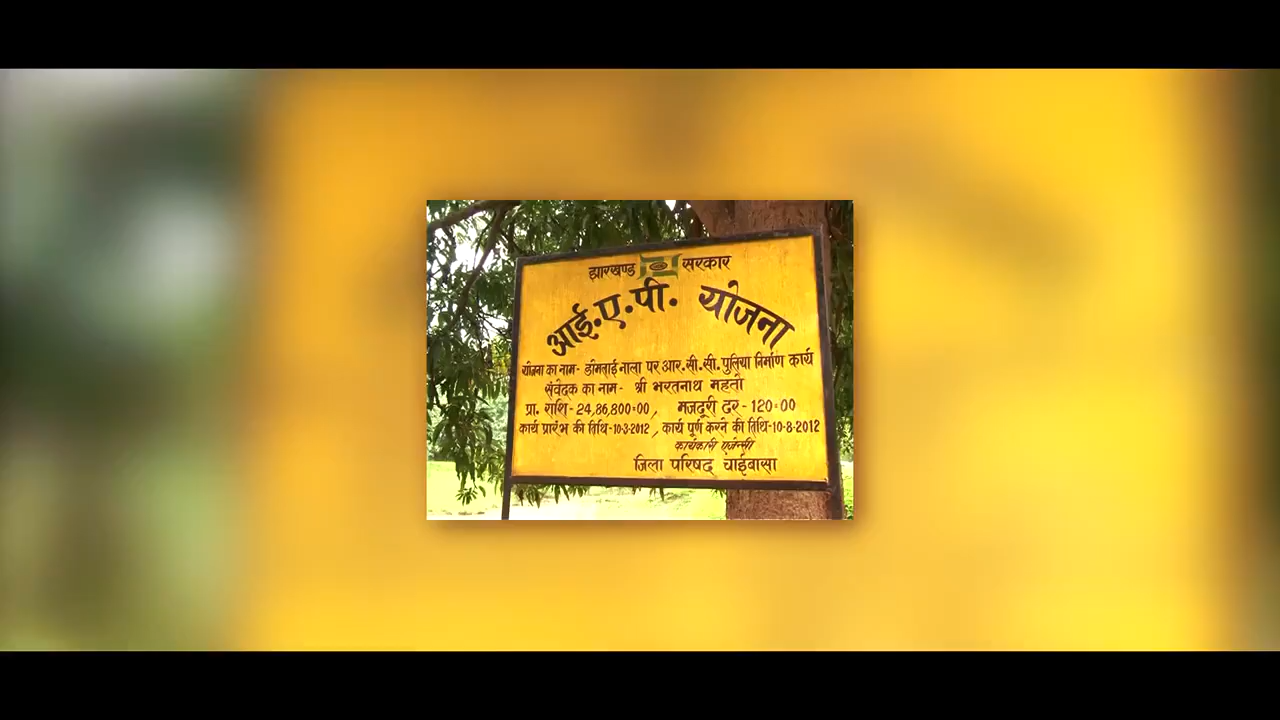 झारखण्ड सरकार
आई.ए.पी. योजना
योजना का नाम- डोमताई नाला पर आर.सी.सी. पुलिया निर्माण कार्य
संवेदक का नाम- श्री भरतनाथ महतो
प्रा. राशि- 24,86,800=00, मजदूरी दर- 120=00
कार्य प्रारंभ की तिथि-10-3-2012, कार्य पूर्ण करने की तिथि-10-8-2012
कार्यकारी एजेन्सी
जिला परिषद् चाईबासा